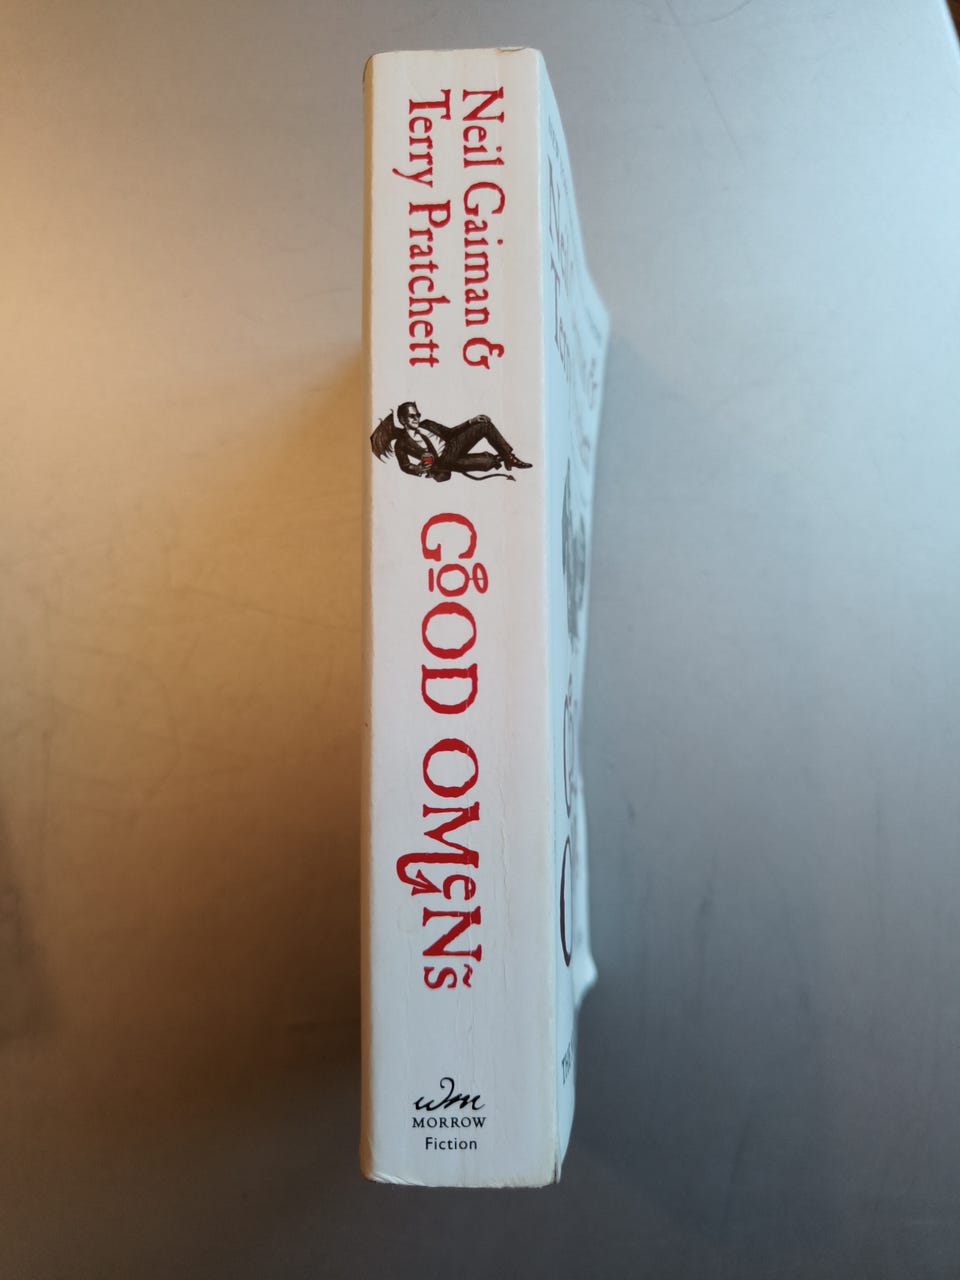 Neil Gaiman &
Terry Pratchett
GOOD OMENS
wm
MORROW
Fiction